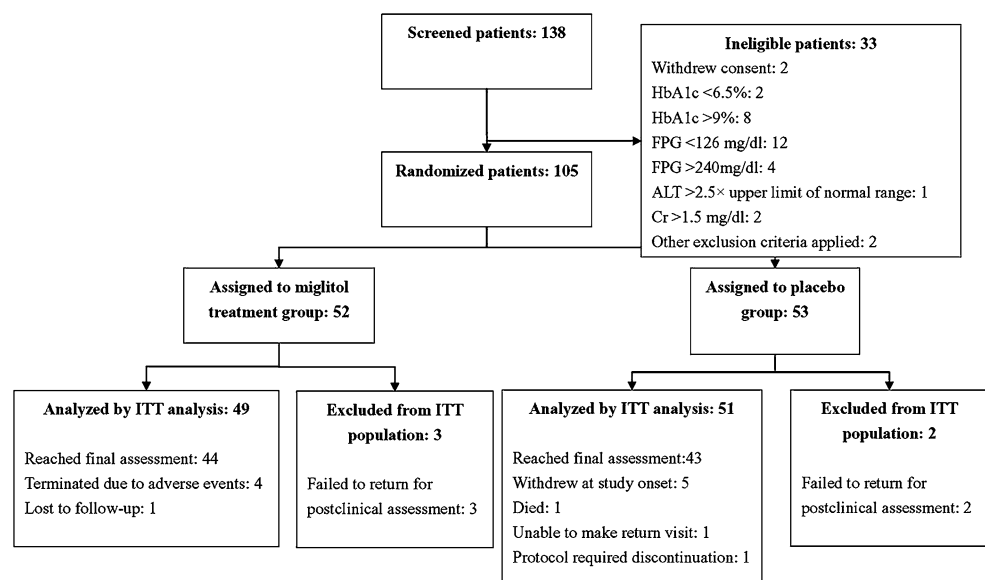 Screened patients: 138
Ineligible patients: 33
Withdrew consent: 2
HbA1c <6.5%: 2
HbA1c >9%: 8
FPG <126 mg/dl: 12
FPG >240mg/dl: 4
ALT >2.5× upper limit of normal range: 1
Cr >1.5 mg/dl: 2
Other exclusion criteria applied: 2
Randomized patients: 105
Assigned to miglitol
treatment group: 52
Assigned to placebo
group: 53
Analyzed by ITT analysis: 49
Reached final assessment: 44
Terminated due to adverse events: 4
Lost to follow-up: 1
Excluded from ITT
population: 3
Failed to return for
postclinical assessment: 3
Analyzed by ITT analysis: 51
Reached final assessment:43
Withdrew at study onset: 5
Died: 1
Unable to make return visit: 1
Protocol required discontinuation: 1
Excluded from ITT
population: 2
Failed to return for
postclinical assessment: 2